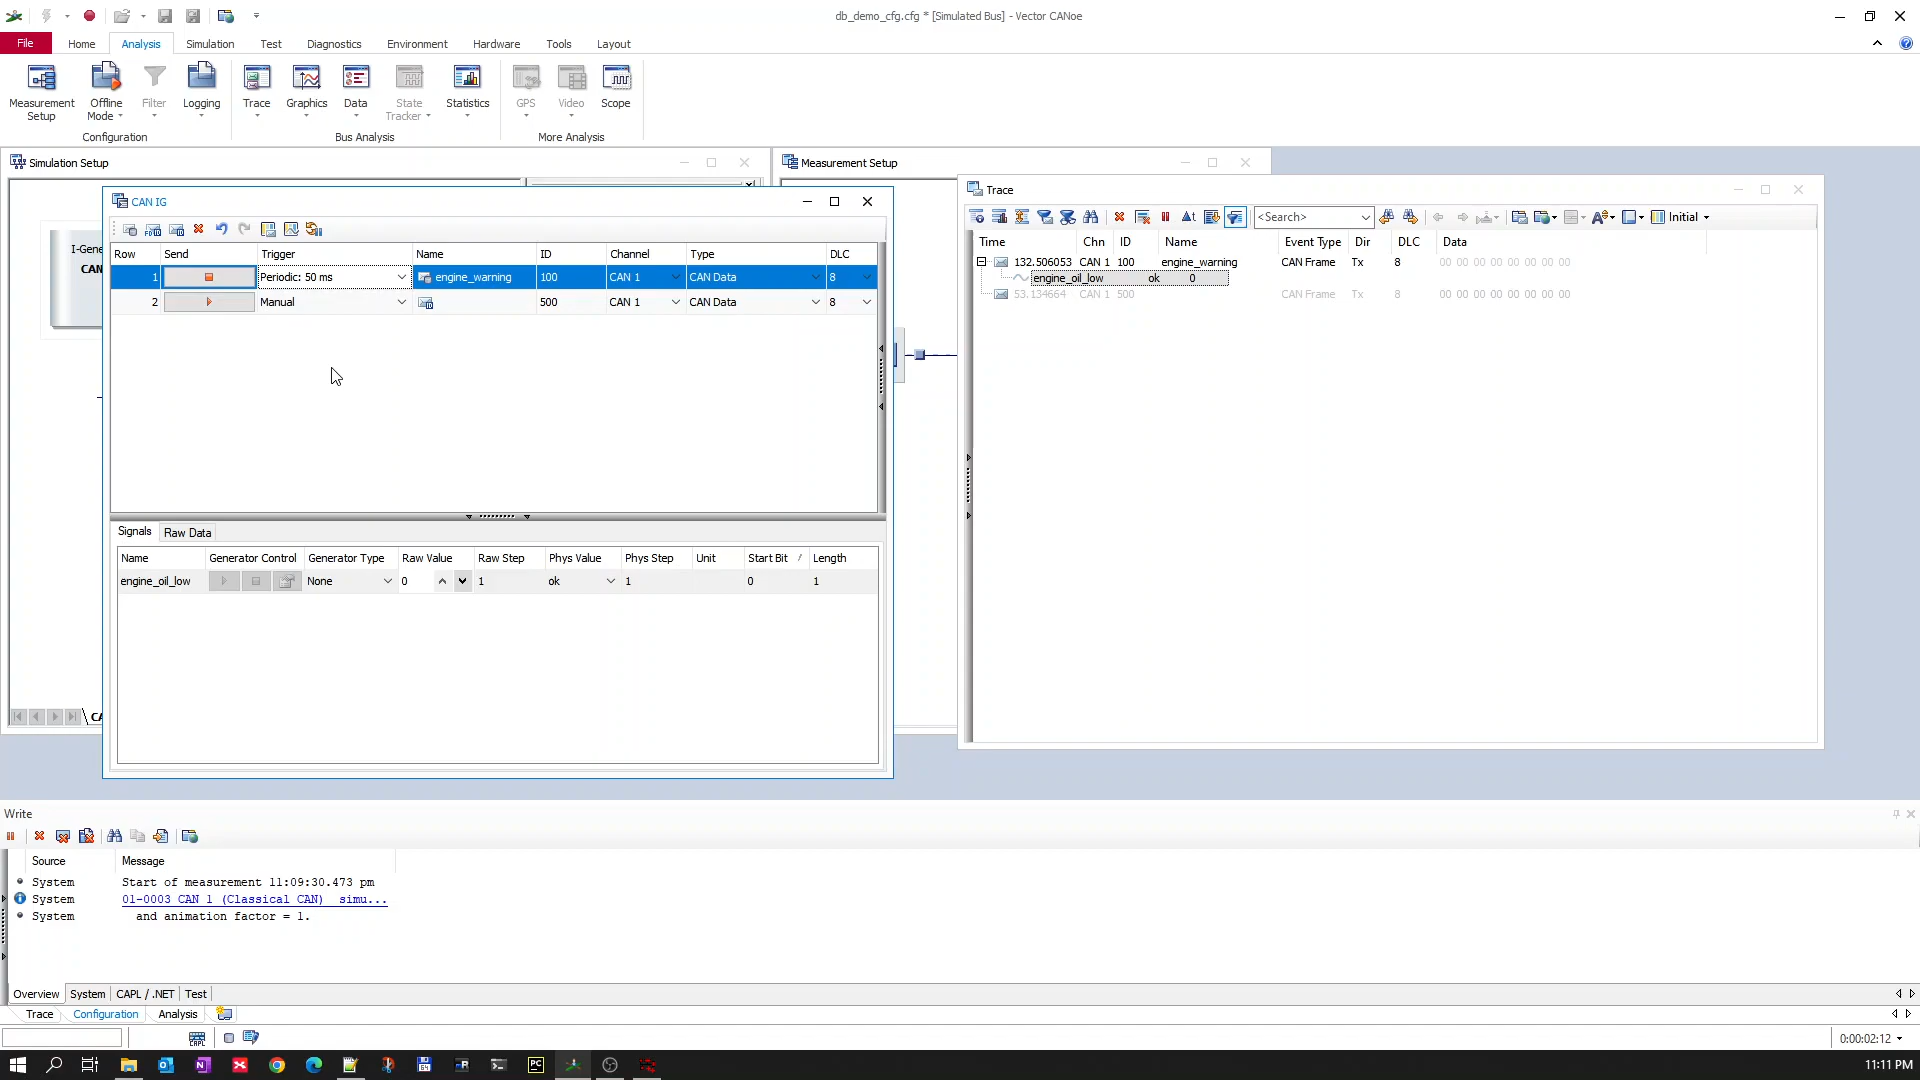 db_demo_cfg.cfg * [Simulated Bus] - Vector CANoe
File Home Analysis Simulation Test Diagnostics Environment Hardware Tools Layout
Measurement Setup
Offline Mode
Filter
Logging
Trace
Graphics
Data
State Tracker
Statistics
GPS
Video
Scope
Configuration
Bus Analysis
More Analysis
Simulation Setup
Measurement Setup
I-Gene
CAN
CA
CAN IG
Row Send Trigger Name ID Channel Type DLC
1 Periodic: 50 ms engine_warning 100 CAN 1 CAN Data 8
2 Manual 500 CAN 1 CAN Data 8
Signals Raw Data
Name Generator Control Generator Type Raw Value Raw Step Phys Value Phys Step Unit Start Bit / Length
engine_oil_low None 0 1 ok 1 0 1
Trace
<Search> Initial
Time Chn ID Name Event Type Dir DLC Data
132.506053 CAN 1 100 engine_warning CAN Frame Tx 8 00 00 00 00 00 00 00 00
engine_oil_low ok 0
53.134664 CAN 1 500 CAN Frame Tx 8 00 00 00 00 00 00 00 00
Write
Source Message
System Start of measurement 11:09:30.473 pm
System 01-0003 CAN 1 (Classical CAN) simu...
System and animation factor = 1.
Overview System CAPL / .NET Test
Trace Configuration Analysis
CAPL
0:00:02:12
11:11 PM